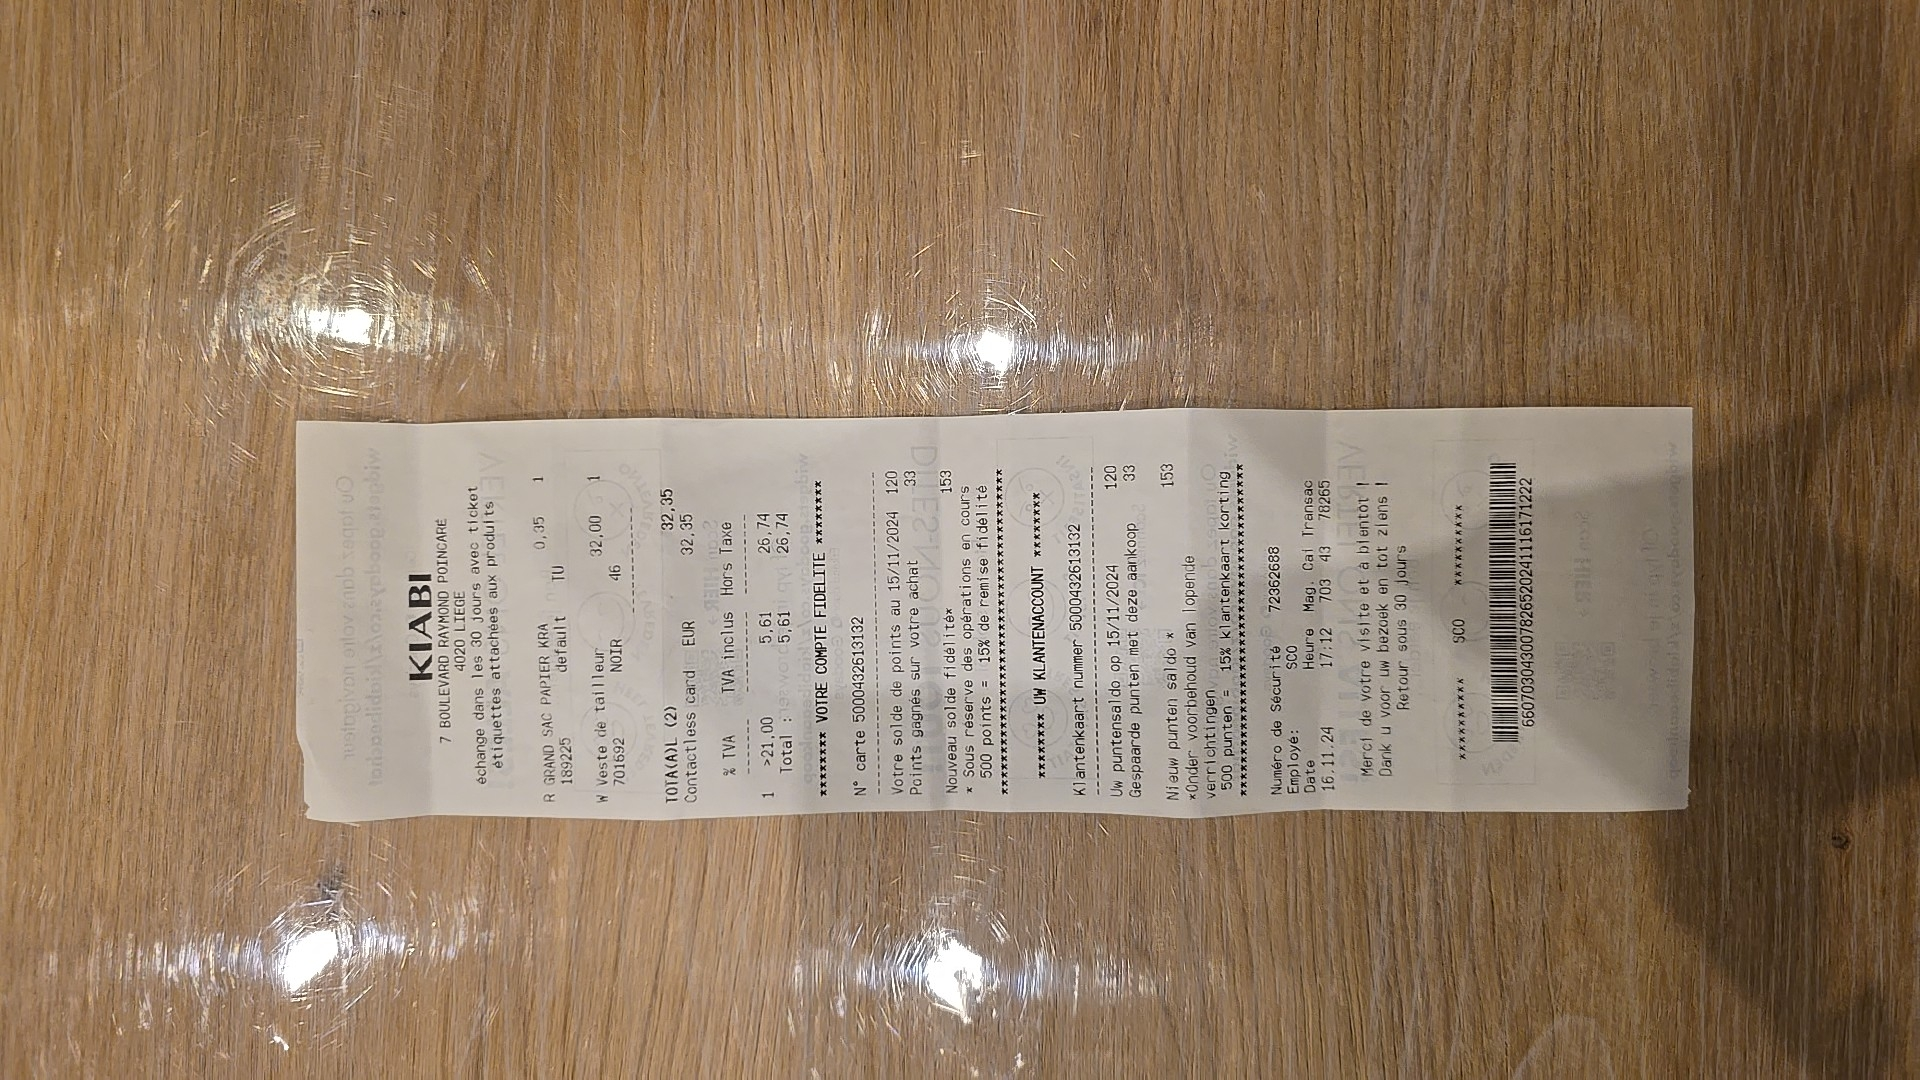 KIABI
7 BOULEVARD RAYMOND POINCARE
4020 LIEGE
échange dans les 30 jours avec ticket
étiquettes attachées aux produits
R GRAND SAC PAPIER KRA 0,35 1
189225 default TU
W Veste de tailleur 32,00 1
701692 NOIR 46
TOTA(A)L (2) 32,35
Contactless card EUR 32,35
% TVA TVA inclus Hors Taxe
1 >21,00 5,61 26,74
Total : 5,61 26,74
******** VOTRE COMPTE FIDELITE ********
N° carte 5000432613132
Votre solde de points au 15/11/2024 120
Points gagnés sur votre achat 33
Nouveau solde fidélité* 153
* Sous réserve des opérations en cours
500 points = 15% de remise fidélité
******** UW KLANTENACCOUNT ********
Klantenkaart nummer 5000432613132
Uw puntensaldo op 15/11/2024 120
Gespaarde punten met deze aankoop 33
Nieuw punten saldo * 153
*Onder voorbehoud van lopende
verrichtingen
500 punten = 15% klantenkaart korting
Numéro de Sécurité 72362688
Employé: SCO
Date Heure Mag. Cai Transac
16.11.24 17:12 703 43 78265
Merci de votre visite et à bientôt !
Dank u voor uw bezoek en tot ziens !
Retour sous 30 jours
********* SCO *********
660703043007826520241116171222